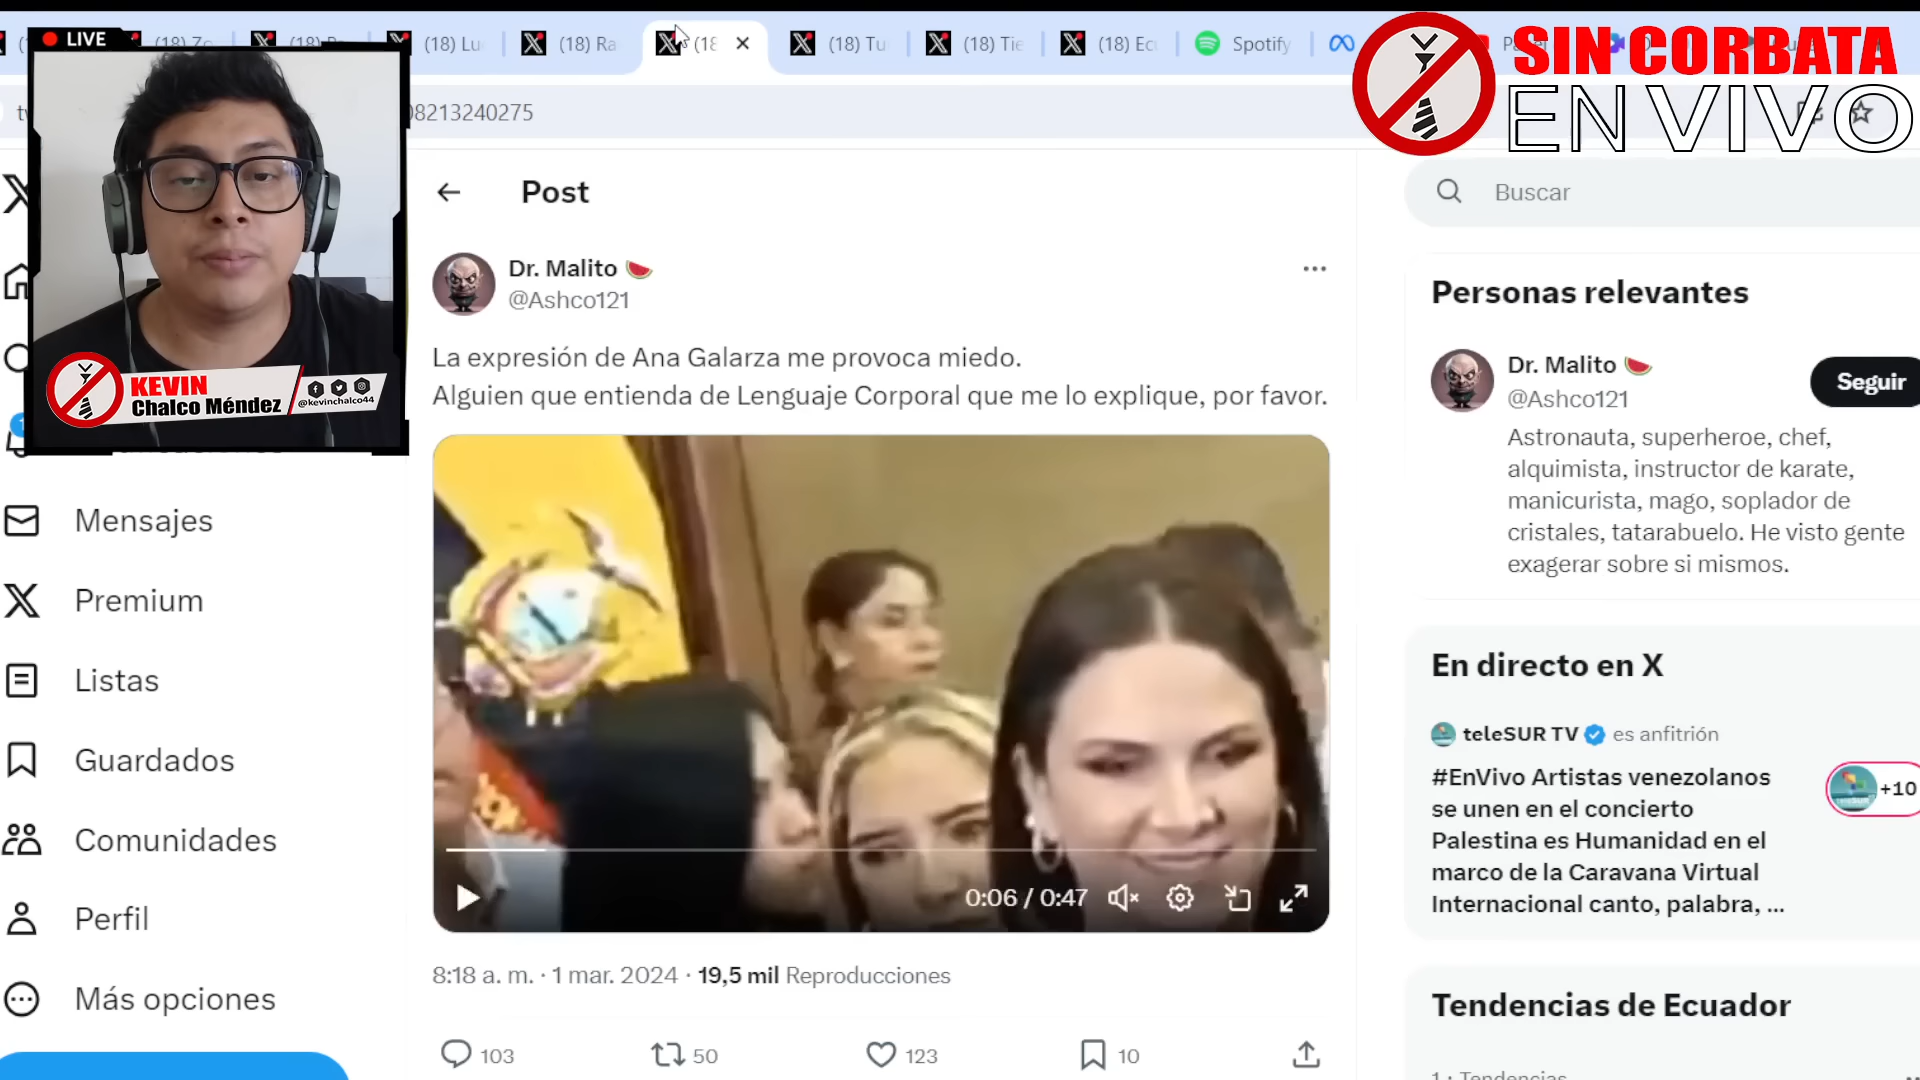 LIVE
(18) Lu
(18) Ra
(18
(18) Tu
(18) Tie
(18) Ec
Spotify
SIN CORBATA
EN VIVO
08213240275
Post
Buscar
Dr. Malito
@Ashco121
La expresión de Ana Galarza me provoca miedo.
Alguien que entienda de Lenguaje Corporal que me lo explique, por favor.
KEVIN
Chalco Méndez
@kevinchalco44
Mensajes
Premium
Listas
Guardados
Comunidades
Perfil
Más opciones
0:06 / 0:47
8:18 a. m. · 1 mar. 2024 · 19,5 mil Reproducciones
103
50
123
10
Personas relevantes
Dr. Malito
@Ashco121
Seguir
Astronauta, superheroe, chef,
alquimista, instructor de karate,
manicurista, mago, soplador de
cristales, tatarabuelo. He visto gente
exagerar sobre si mismos.
En directo en X
teleSUR TV es anfitrión
#EnVivo Artistas venezolanos
se unen en el concierto
Palestina es Humanidad en el
marco de la Caravana Virtual
Internacional canto, palabra, ...
+10
Tendencias de Ecuador
1 · Tendencias